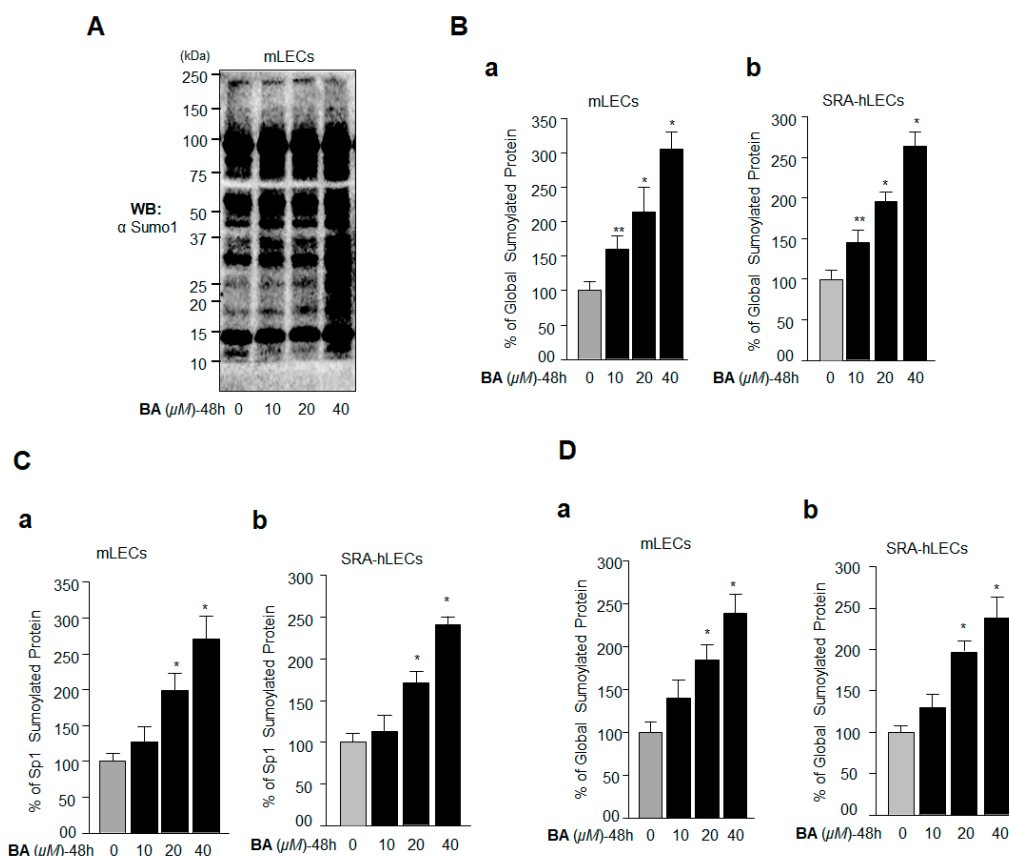 A
(kDa)
mLECs
250
150
100
75
50
37
25
20
15
10
WB:
α Sumo1
BA (μM)-48h 0 10 20 40
B
a
mLECs
% of Global Sumoylated Protein
350
300
250
200
150
100
50
00
** * *
BA (μM)-48h 0 10 20 40
b
SRA-hLECs
% of Global Sumoylated Protein
300
250
200
150
100
50
00
** * *
BA (μM)-48h 0 10 20 40
C
a
mLECs
% of Sp1 Sumoylated Protein
350
300
250
200
150
100
50
00
* *
BA (μM)-48h 0 10 20 40
b
SRA-hLECs
% of Sp1 Sumoylated Protein
300
250
200
150
100
50
00
* *
BA (μM)-48h 0 10 20 40
D
a
mLECs
% of Global Sumoylated Protein
300
250
200
150
100
50
00
* *
BA (μM)-48h 0 10 20 40
b
SRA-hLECs
% of Global Sumoylated Protein
300
250
200
150
100
50
00
* *
BA (μM)-48h 0 10 20 40